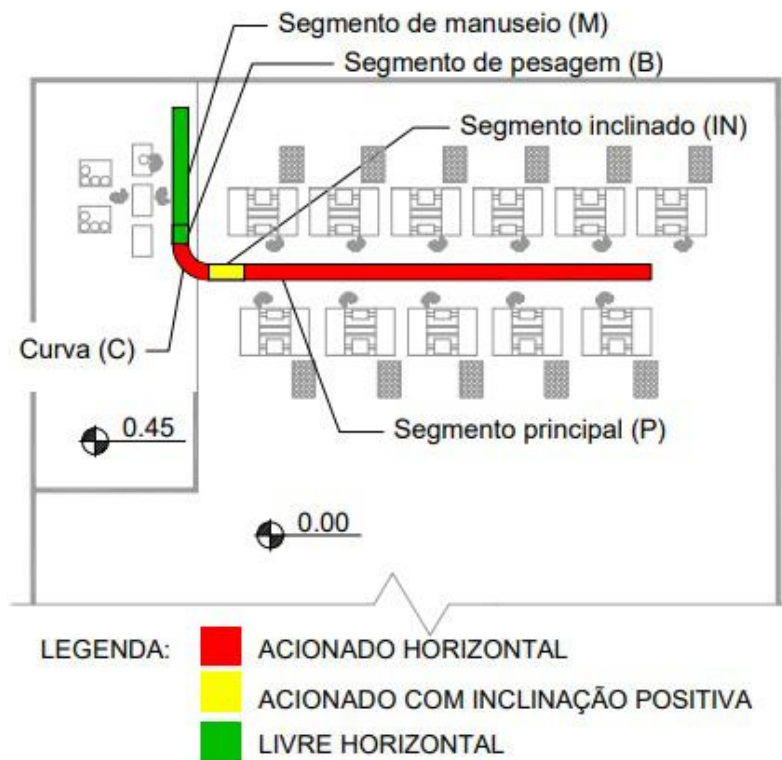 Segmento de manuseio (M)
Segmento de pesagem (B)
Segmento inclinado (IN)
Curva (C)
Segmento principal (P)
0.45
0.00
LEGENDA:
ACIONADO HORIZONTAL
ACIONADO COM INCLINAÇÃO POSITIVA
LIVRE HORIZONTAL